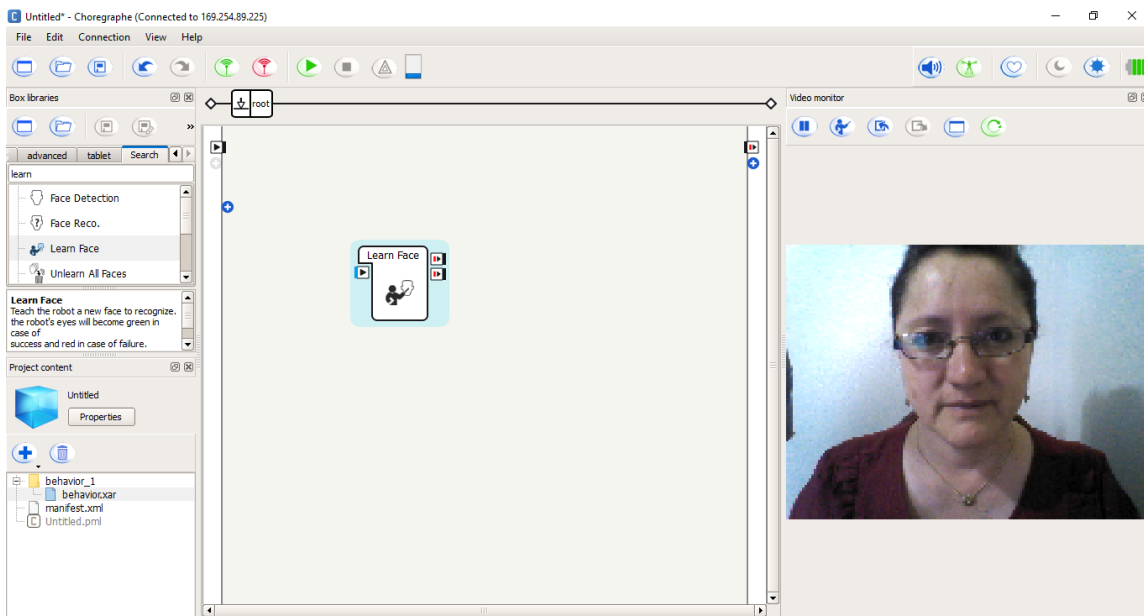 Untitled* - Choregraphe (Connected to 169.254.89.225)
File Edit Connection View Help
Box libraries
root
Video monitor
advanced tablet Search
learn
Face Detection
Face Reco.
Learn Face
Unlearn All Faces
Learn Face
Teach the robot a new face to recognize.
the robot's eyes will become green in
case of
success and red in case of failure.
Learn Face
Project content
Untitled
Properties
behavior_1
behavior.xar
manifest.xml
Untitled.pml